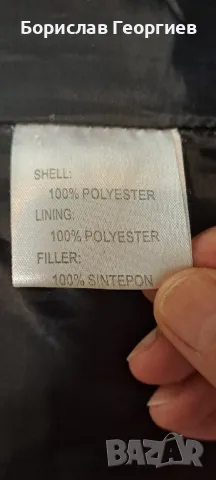 Борислав Георгиев
SHELL:
100% POLYESTER
LINING:
100% POLYESTER
FILLER:
100% SINTEPON
BAZAR